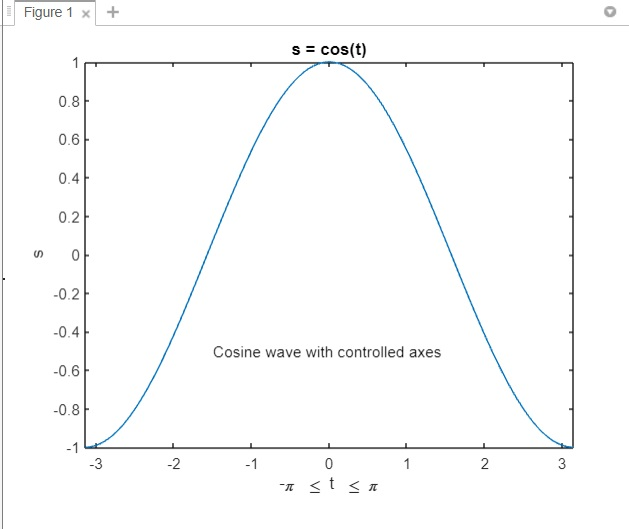 Figure 1 × +
s = cos(t)
1
0.8
0.6
0.4
0.2
0
-0.2
-0.4
-0.6
-0.8
-1
s
Cosine wave with controlled axes
-3 -2 -1 0 1 2 3
-π ≤ t ≤ π